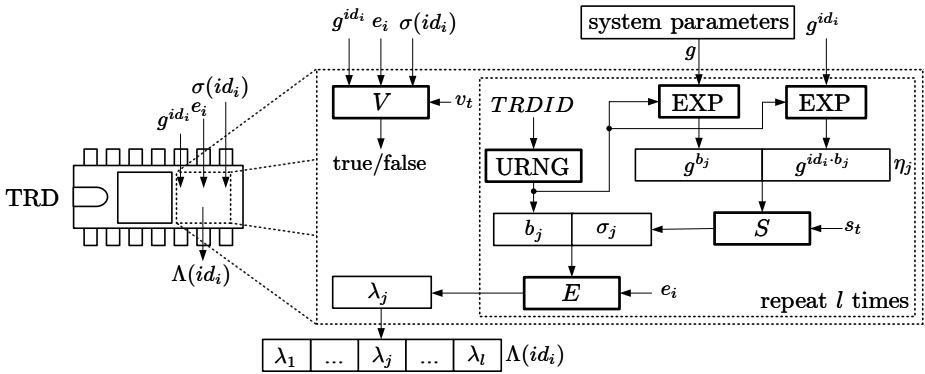 system parameters
g^{id_i}
g^{id_i} e_i σ(id_i)
g
σ(id_i)
e_i
g^{id_i}
V
v_t
TRDID
EXP
EXP
true/false
URNG
g^{b_j} g^{id_i·b_j} η_j
TRD
b_j σ_j
S
s_t
Λ(id_i)
λ_j
E
e_i
repeat l times
λ_1 ... λ_j ... λ_l Λ(id_i)